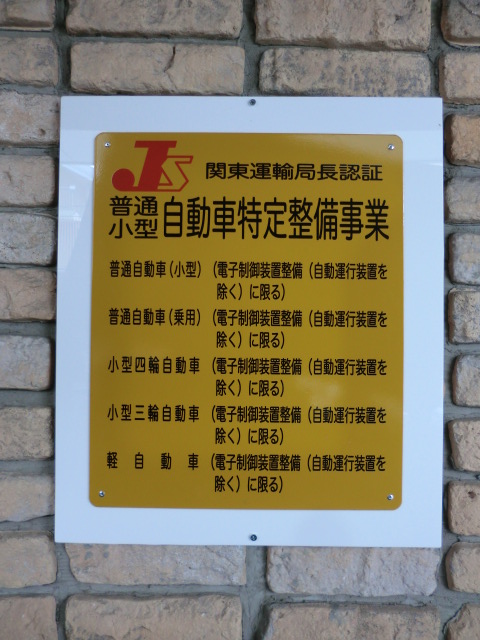 JS 関東運輸局長認証
普通
小型 自動車特定整備事業
普通自動車(小型) (電子制御装置整備(自動運行装置を
除く)に限る)
普通自動車(乗用) (電子制御装置整備(自動運行装置を
除く)に限る)
小型四輪自動車 (電子制御装置整備(自動運行装置を
除く)に限る)
小型三輪自動車 (電子制御装置整備(自動運行装置を
除く)に限る)
軽自動車 (電子制御装置整備(自動運行装置を
除く)に限る)